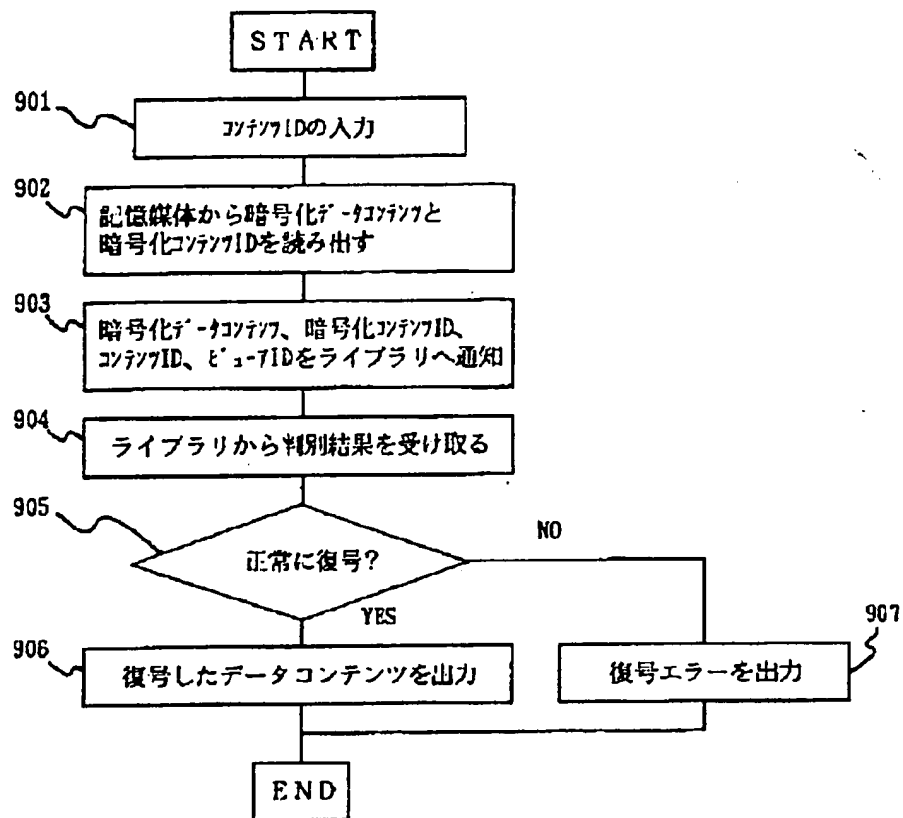 START
901
コンテンツIDの入力
902
記憶媒体から暗号化データコンテンツと
暗号化コンテンツIDを読み出す
903
暗号化データコンテンツ、暗号化コンテンツID、
コンテンツID、ビューアIDをライブラリへ通知
904
ライブラリから判別結果を受け取る
905
正常に復号?
NO
YES
906
復号したデータコンテンツを出力
907
復号エラーを出力
END